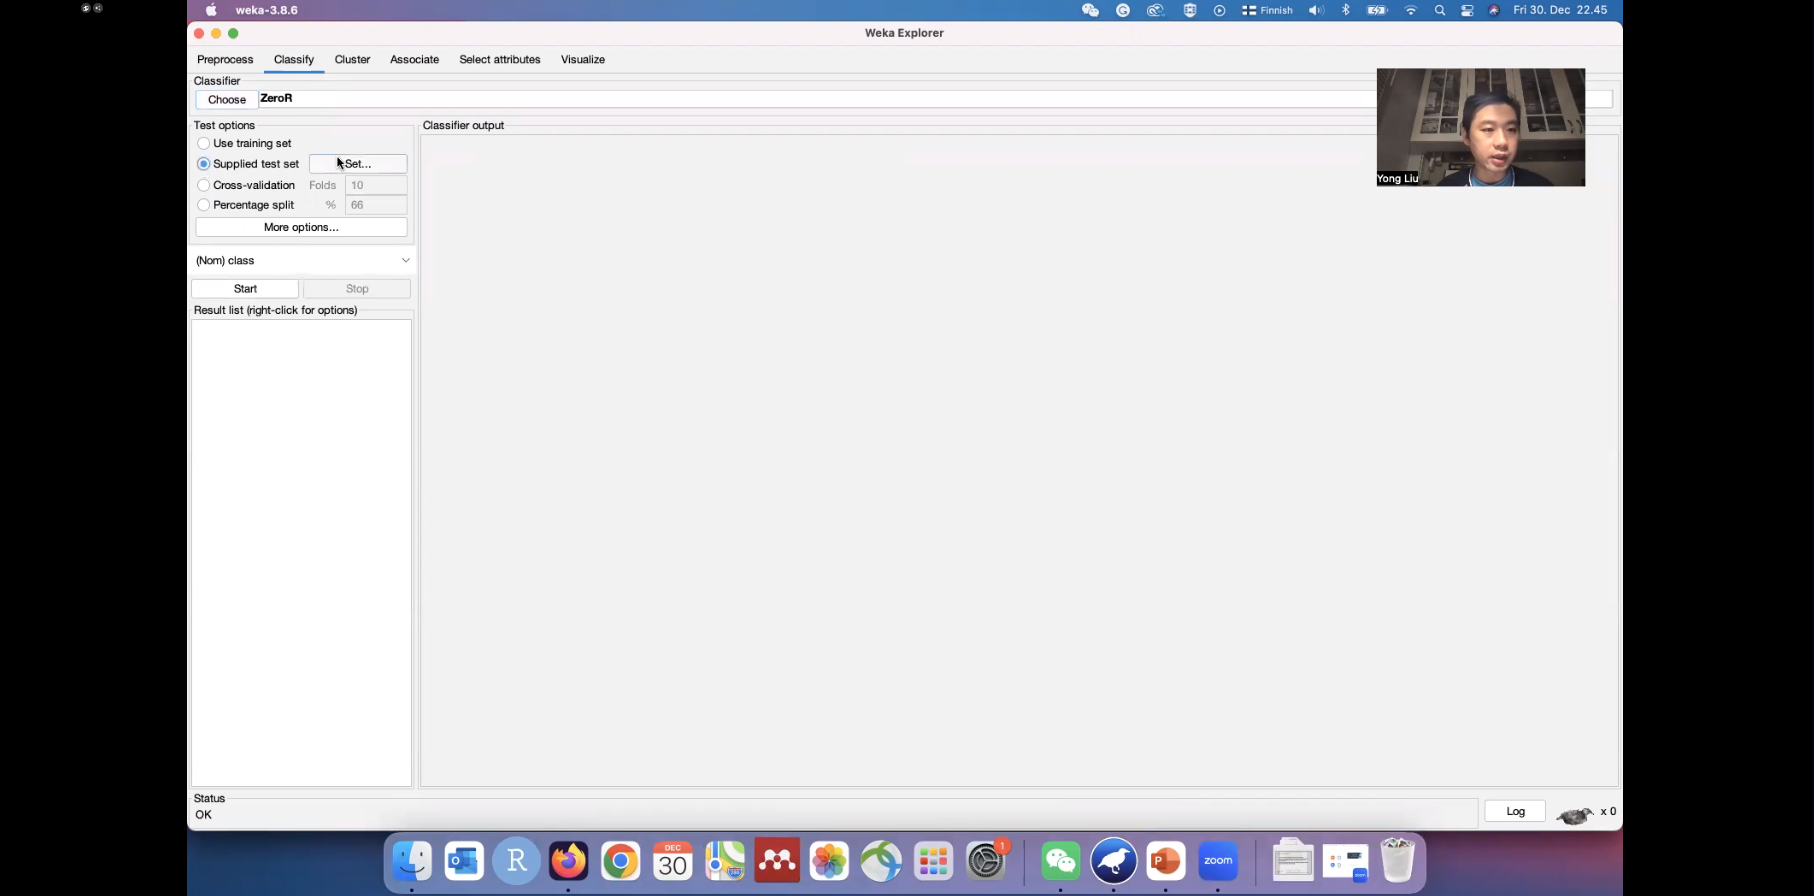 weka-3.8.6
Finnish
Fri 30. Dec 22.45
Weka Explorer
Preprocess Classify Cluster Associate Select attributes Visualize
Classifier
Choose ZeroR
Test options
Classifier output
Use training set
Supplied test set Set...
Cross-validation Folds 10
Percentage split % 66
More options...
(Nom) class
Start Stop
Result list (right-click for options)
Yong Liu
Status
OK
Log x 0
DEC
30
R
1
P
zoom